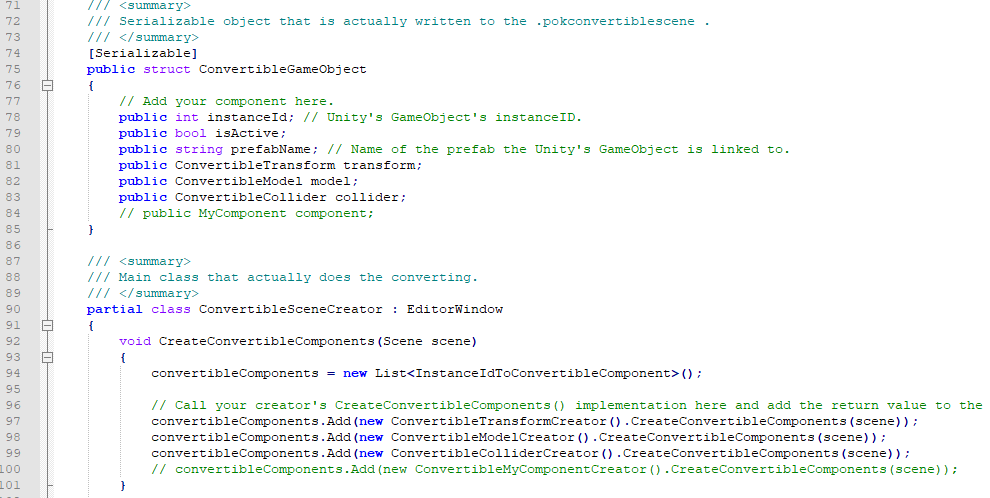 71 /// <summary>
72 /// Serializable object that is actually written to the .pokconvertiblescene .
73 /// </summary>
74 [Serializable]
75 public struct ConvertibleGameObject
76 {
77 // Add your component here.
78 public int instanceId; // Unity's GameObject's instanceID.
79 public bool isActive;
80 public string prefabName; // Name of the prefab the Unity's GameObject is linked to.
81 public ConvertibleTransform transform;
82 public ConvertibleModel model;
83 public ConvertibleCollider collider;
84 // public MyComponent component;
85 }
86
87 /// <summary>
88 /// Main class that actually does the converting.
89 /// </summary>
90 partial class ConvertibleSceneCreator : EditorWindow
91 {
92 void CreateConvertibleComponents(Scene scene)
93 {
94 convertibleComponents = new List<InstanceIdToConvertibleComponent>();
95
96 // Call your creator's CreateConvertibleComponents() implementation here and add the return value to the
97 convertibleComponents.Add(new ConvertibleTransformCreator().CreateConvertibleComponents(scene));
98 convertibleComponents.Add(new ConvertibleModelCreator().CreateConvertibleComponents(scene));
99 convertibleComponents.Add(new ConvertibleColliderCreator().CreateConvertibleComponents(scene));
100 // convertibleComponents.Add(new ConvertibleMyComponentCreator().CreateConvertibleComponents(scene));
101 }